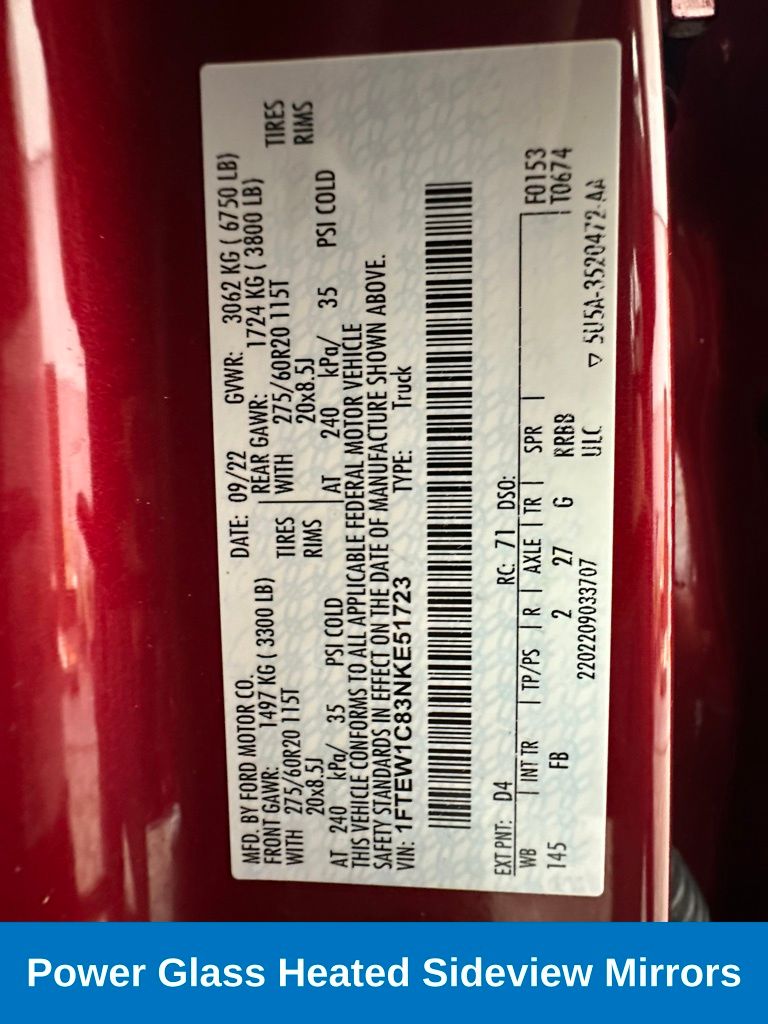 MFD. BY FORD MOTOR CO. DATE: 09/22 GVWR: 3062 KG ( 6750 LB)
FRONT GAWR: 1497 KG ( 3300 LB) REAR GAWR: 1724 KG ( 3800 LB)
WITH 275/60R20 115T TIRES WITH 275/60R20 115T TIRES
20x8.5J RIMS 20x8.5J RIMS
AT 240 kPa/ 35 PSI COLD AT 240 kPa/ 35 PSI COLD
THIS VEHICLE CONFORMS TO ALL APPLICABLE FEDERAL MOTOR VEHICLE
SAFETY STANDARDS IN EFFECT ON THE DATE OF MANUFACTURE SHOWN ABOVE.
VIN: 1FTEW1C83NKE51723 TYPE: Truck
EXT PNT: D4 RC: 71 DSO: F0153
WB INT TR TP/PS R AXLE TR SPR T0674
145 FB 2 27 G KRBB
2202209033707 ULC ▽ 5U5A-3520472-AA
Power Glass Heated Sideview Mirrors